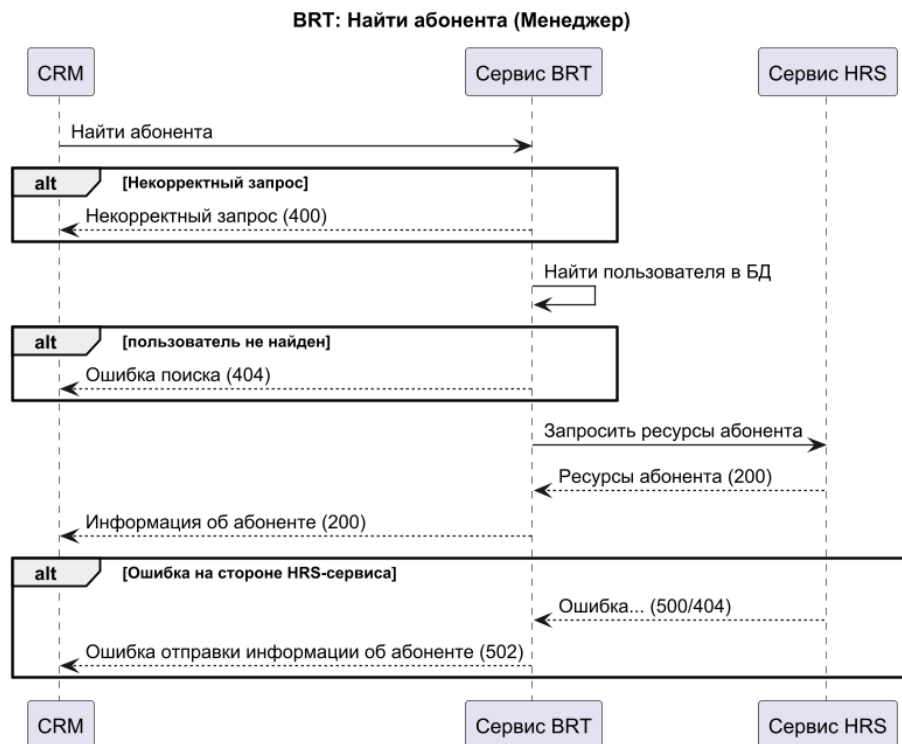 BRT: Найти абонента (Менеджер)
CRM
Сервис BRT
Сервис HRS
Найти абонента
alt [Некорректный запрос]
Некорректный запрос (400)
Найти пользователя в БД
alt [пользователь не найден]
Ошибка поиска (404)
Запросить ресурсы абонента
Ресурсы абонента (200)
Информация об абоненте (200)
alt [Ошибка на стороне HRS-сервиса]
Ошибка... (500/404)
Ошибка отправки информации об абоненте (502)
CRM
Сервис BRT
Сервис HRS